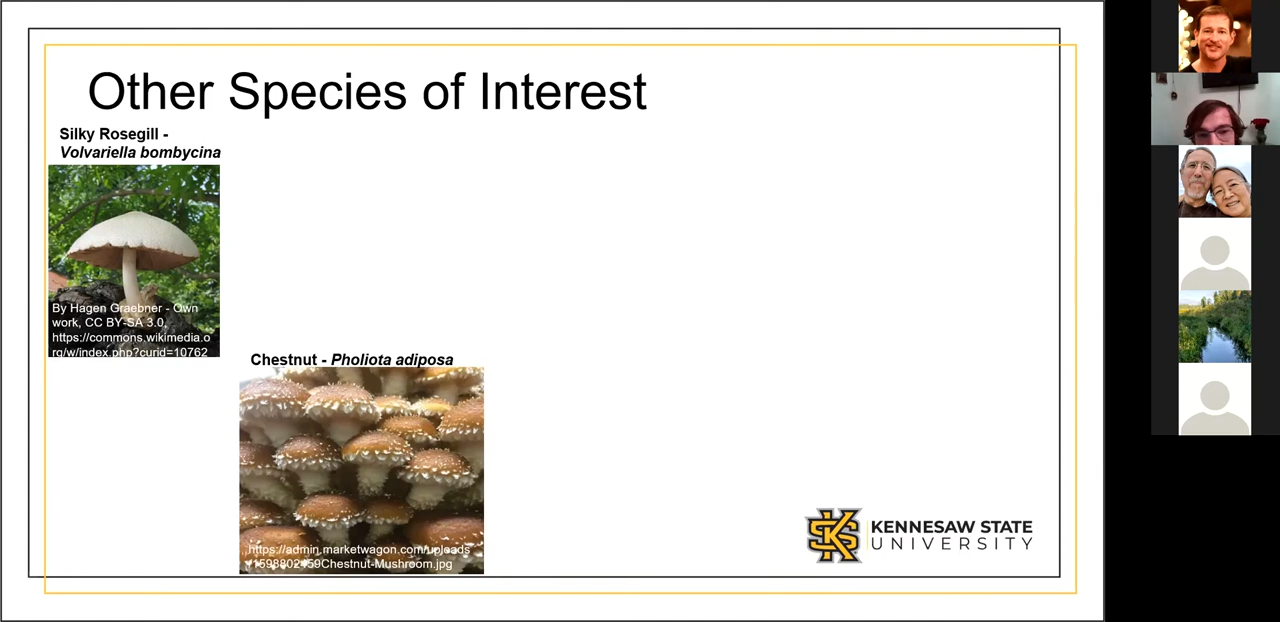 Other Species of Interest
Silky Rosegill -
Volvariella bombycina
By Hagen Graebner - Own
work, CC BY-SA 3.0,
https://commons.wikimedia.o
rg/w/index.php?curid=10762
Chestnut - Pholiota adiposa
https://admin.marketwagon.com/uploads
/1598802459Chestnut-Mushroom.jpg
KENNESAW STATE
UNIVERSITY